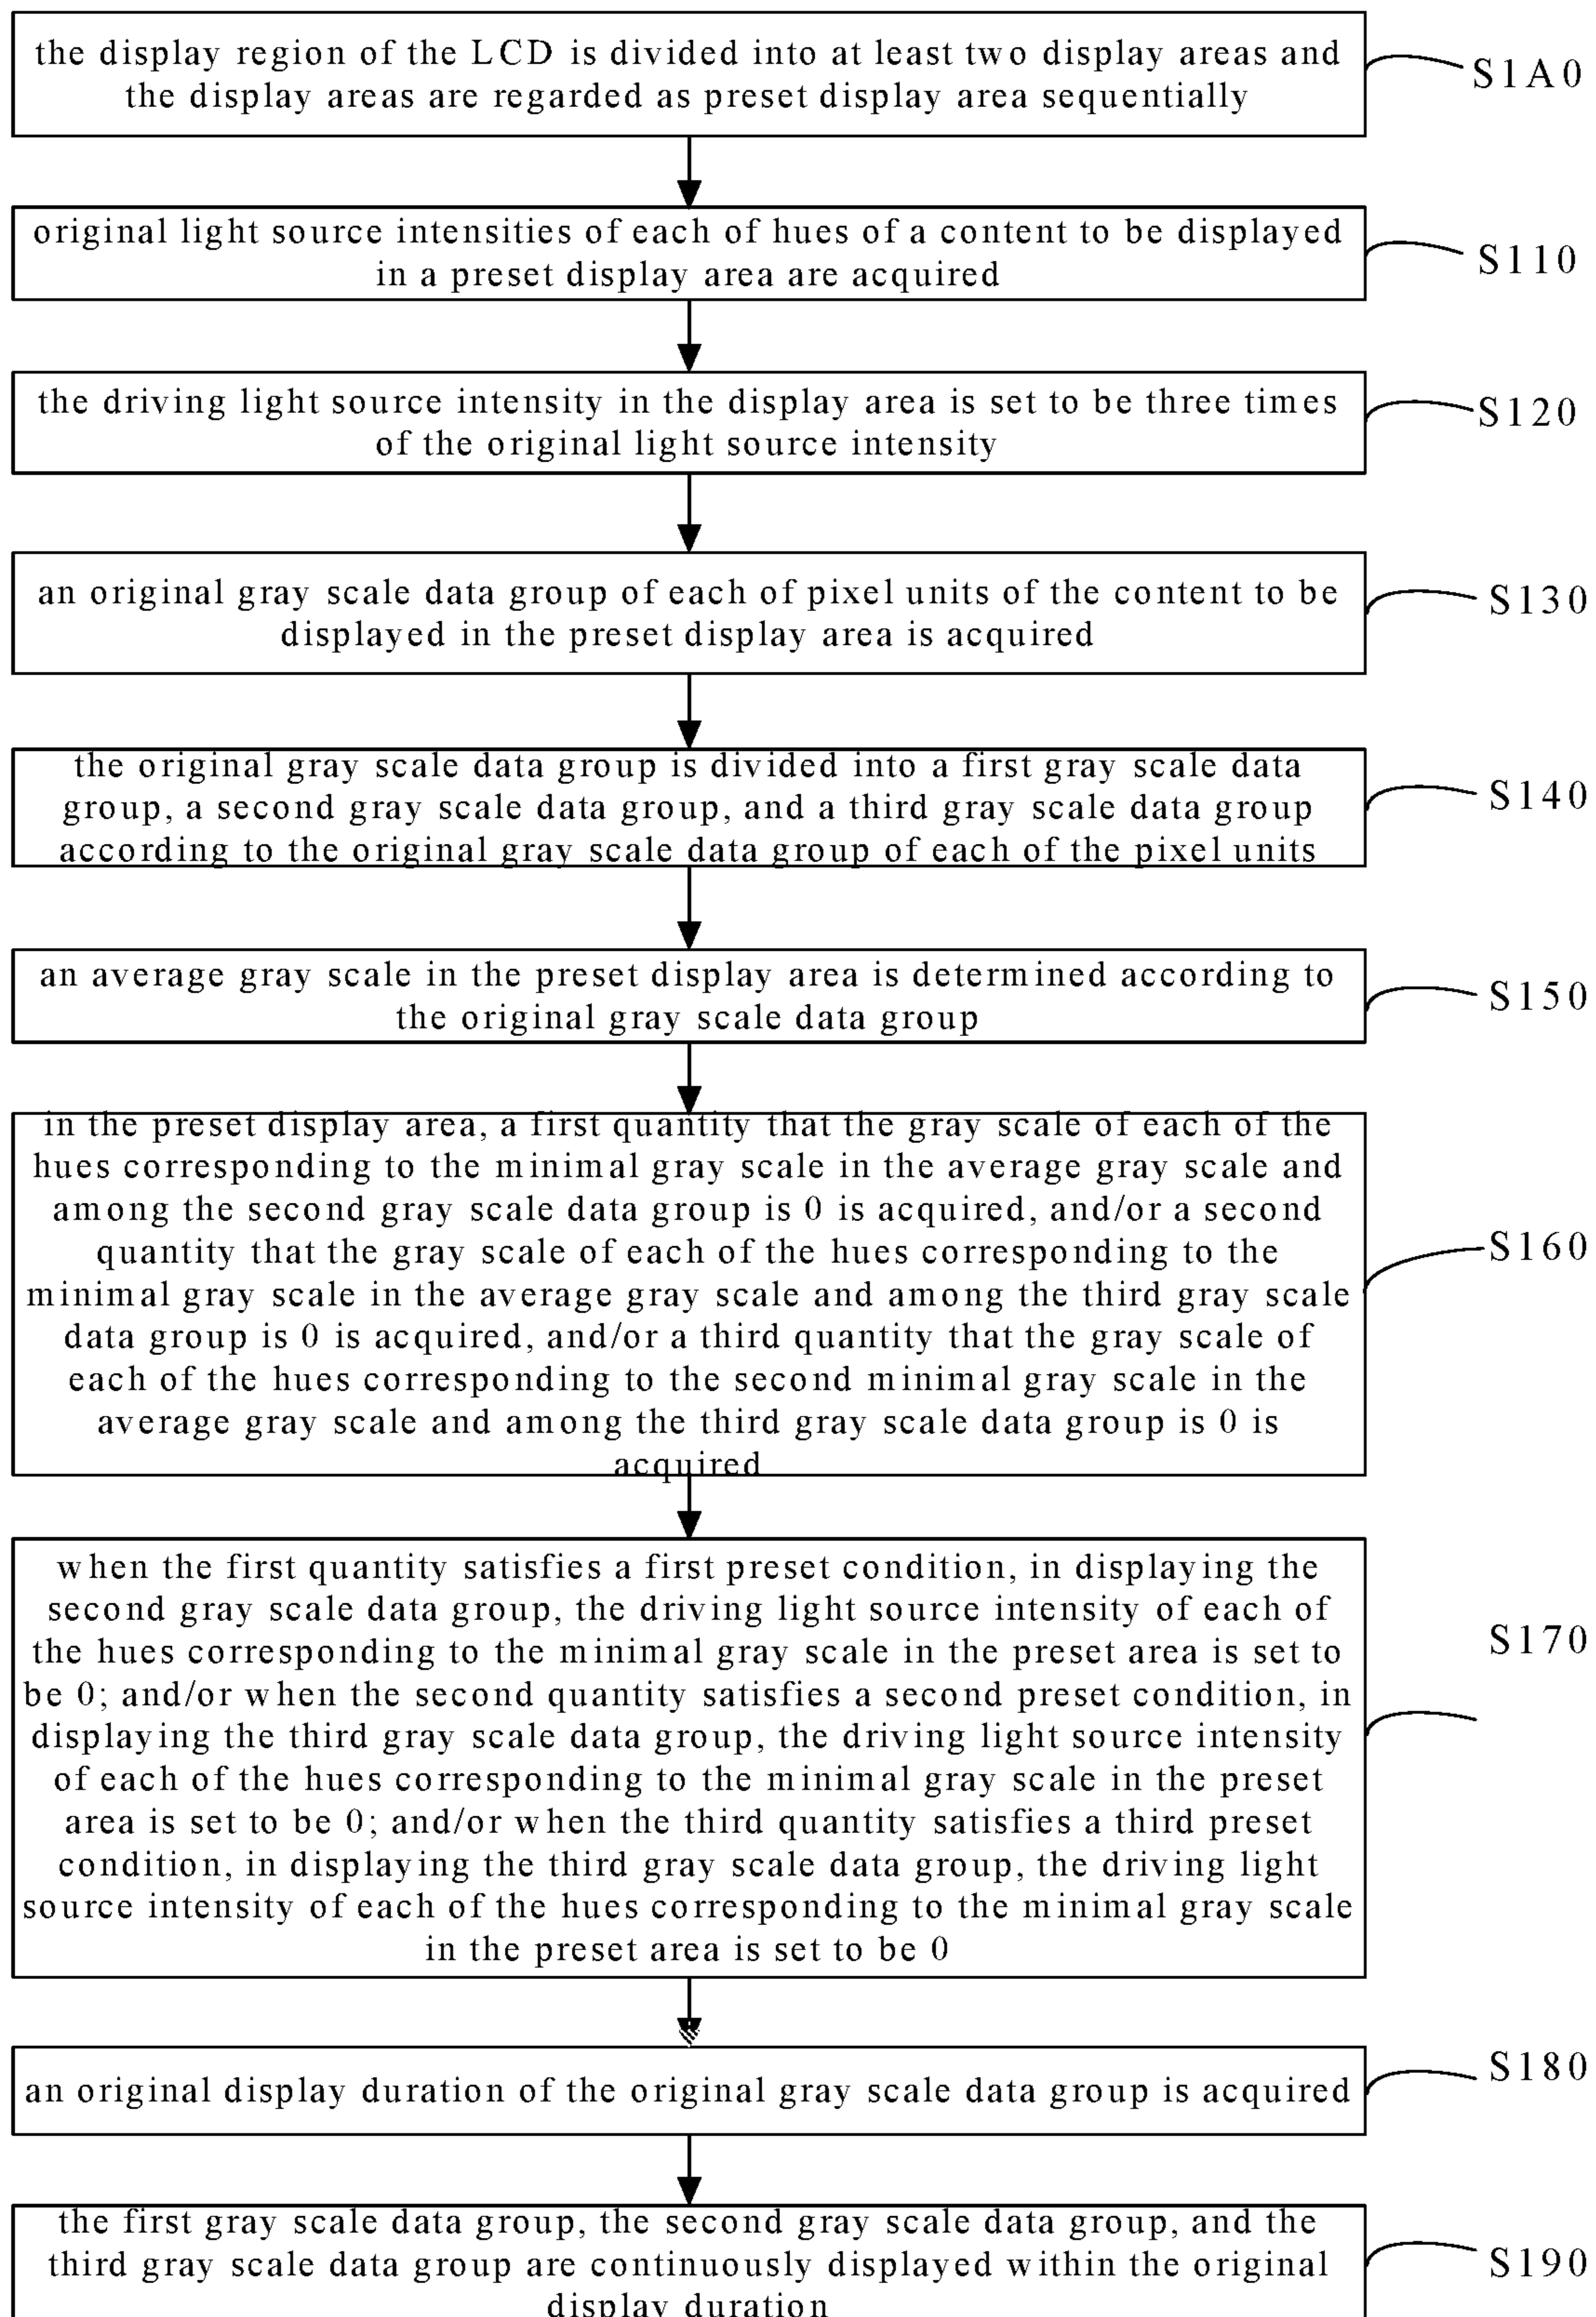 the display region of the LCD is divided into at least two display areas and
the display areas are regarded as preset display area sequentially
S1A0
original light source intensities of each of hues of a content to be displayed
in a preset display area are acquired
S110
the driving light source intensity in the display area is set to be three times
of the original light source intensity
S120
an original gray scale data group of each of pixel units of the content to be
displayed in the preset display area is acquired
S130
the original gray scale data group is divided into a first gray scale data
group, a second gray scale data group, and a third gray scale data group
according to the original gray scale data group of each of the pixel units
S140
an average gray scale in the preset display area is determined according to
the original gray scale data group
S150
in the preset display area, a first quantity that the gray scale of each of the
hues corresponding to the minimal gray scale in the average gray scale and
among the second gray scale data group is 0 is acquired, and/or a second
quantity that the gray scale of each of the hues corresponding to the
minimal gray scale in the average gray scale and among the third gray scale
data group is 0 is acquired, and/or a third quantity that the gray scale of
each of the hues corresponding to the second minimal gray scale in the
average gray scale and among the third gray scale data group is 0 is
acquired
S160
when the first quantity satisfies a first preset condition, in displaying the
second gray scale data group, the driving light source intensity of each of
the hues corresponding to the minimal gray scale in the preset area is set to
be 0; and/or when the second quantity satisfies a second preset condition, in
displaying the third gray scale data group, the driving light source intensity
of each of the hues corresponding to the minimal gray scale in the preset
area is set to be 0; and/or when the third quantity satisfies a third preset
condition, in displaying the third gray scale data group, the driving light
source intensity of each of the hues corresponding to the minimal gray scale
in the preset area is set to be 0
S170
an original display duration of the original gray scale data group is acquired
S180
the first gray scale data group, the second gray scale data group, and the
third gray scale data group are continuously displayed within the original
display duration
S190